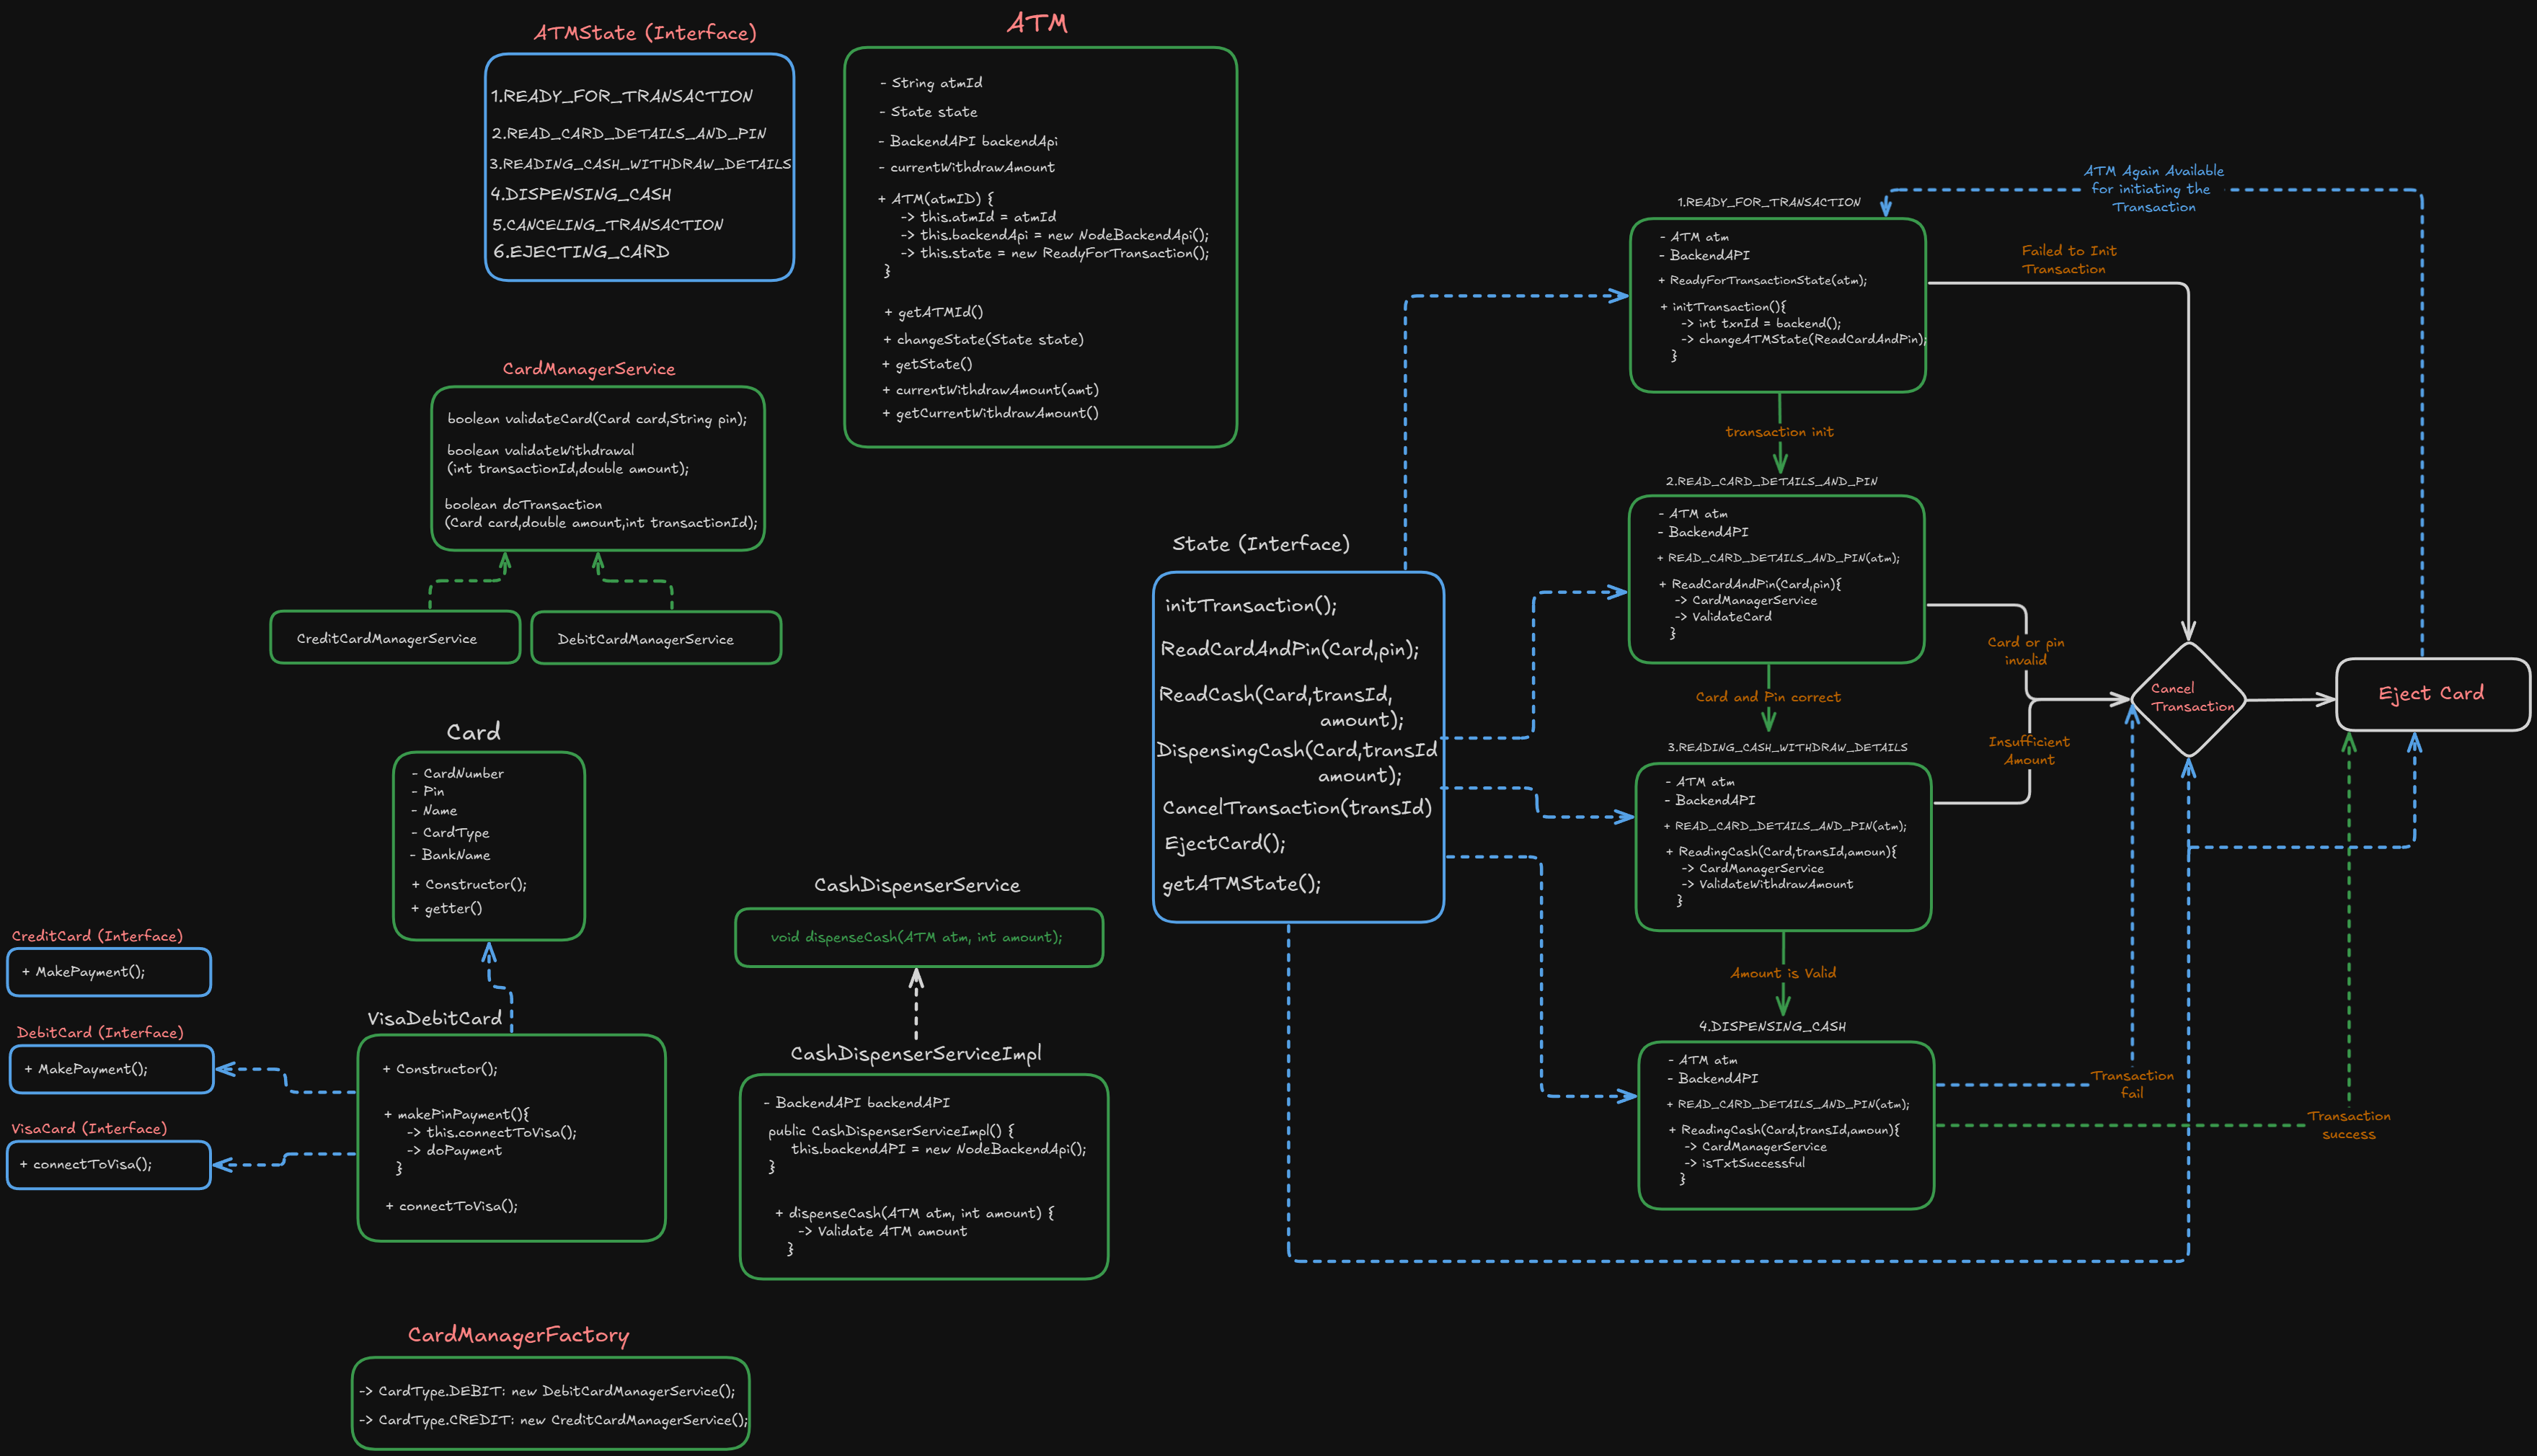 ATMState (Interface)
1.READY_FOR_TRANSACTION
2.READ_CARD_DETAILS_AND_PIN
3.READING_CASH_WITHDRAW_DETAILS
4.DISPENSING_CASH
5.CANCELING_TRANSACTION
6.EJECTING_CARD
ATM
- String atmId
- State state
- BackendAPI backendApi
- currentWithdrawAmount
+ ATM(atmID) {
-> this.atmId = atmId
-> this.backendApi = new NodeBackendApi();
-> this.state = new ReadyForTransaction();
}
+ getATMId()
+ changeState(State state)
+ getState()
+ currentWithdrawAmount(amt)
+ getCurrentWithdrawAmount()
CardManagerService
boolean validateCard(Card card,String pin);
boolean validateWithdrawal
(int transactionId,double amount);
boolean doTransaction
(Card card,double amount,int transactionId);
CreditCardManagerService
DebitCardManagerService
Card
- CardNumber
- Pin
- Name
- CardType
- BankName
+ Constructor();
+ getter()
CreditCard (Interface)
+ MakePayment();
DebitCard (Interface)
+ MakePayment();
VisaCard (Interface)
+ connectToVisa();
VisaDebitCard
+ Constructor();
+ makePinPayment(){
-> this.connectToVisa();
-> doPayment
}
+ connectToVisa();
CashDispenserService
void dispenseCash(ATM atm, int amount);
CashDispenserServiceImpl
- BackendAPI backendAPI
public CashDispenserServiceImpl() {
this.backendAPI = new NodeBackendApi();
}
+ dispenseCash(ATM atm, int amount) {
-> Validate ATM amount
}
CardManagerFactory
-> CardType.DEBIT: new DebitCardManagerService();
-> CardType.CREDIT: new CreditCardManagerService();
State (Interface)
initTransaction();
ReadCardAndPin(Card,pin);
ReadCash(Card,transId,
amount);
DispensingCash(Card,transId
amount);
CancelTransaction(transId)
EjectCard();
getATMState();
1.READY_FOR_TRANSACTION
- ATM atm
- BackendAPI
+ ReadyForTransactionState(atm);
+ initTransaction(){
-> int txnId = backend();
-> changeATMState(ReadCardAndPin);
}
transaction init
2.READ_CARD_DETAILS_AND_PIN
- ATM atm
- BackendAPI
+ READ_CARD_DETAILS_AND_PIN(atm);
+ ReadCardAndPin(Card,pin){
-> CardManagerService
-> ValidateCard
}
Card and Pin correct
3.READING_CASH_WITHDRAW_DETAILS
- ATM atm
- BackendAPI
+ READ_CARD_DETAILS_AND_PIN(atm);
+ ReadingCash(Card,transId,amoun){
-> CardManagerService
-> ValidateWithdrawAmount
}
Amount is Valid
4.DISPENSING_CASH
- ATM atm
- BackendAPI
+ READ_CARD_DETAILS_AND_PIN(atm);
+ ReadingCash(Card,transId,amoun){
-> CardManagerService
-> isTxtSuccessful
}
ATM Again Available
for initiating the
Transaction
Failed to Init
Transaction
Card or pin
invalid
Insufficient
Amount
Cancel
Transaction
Eject Card
Transaction
fail
Transaction
success